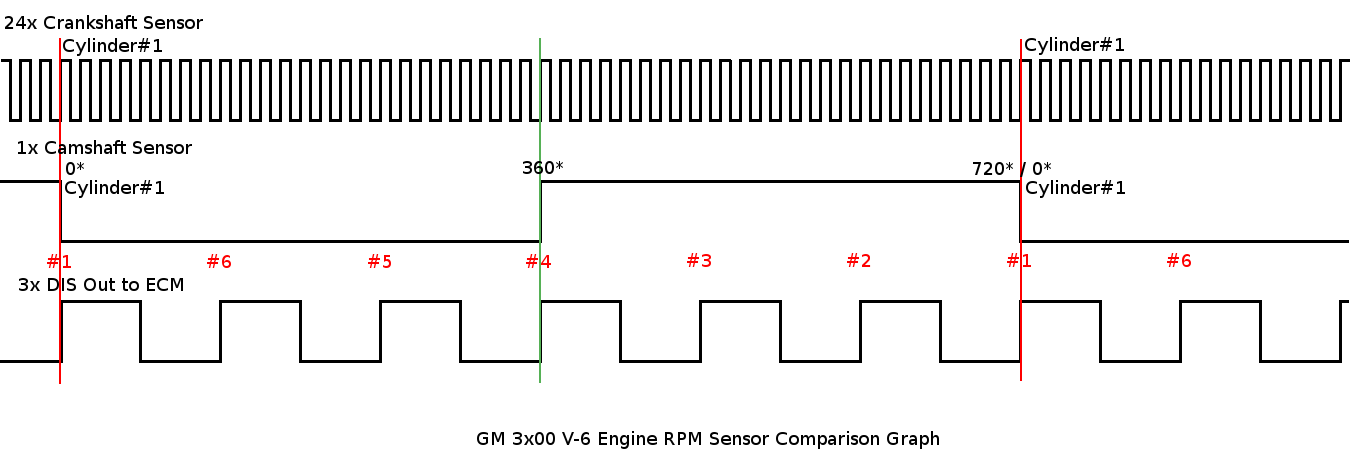 24x Crankshaft Sensor
Cylinder#1
Cylinder#1
1x Camshaft Sensor
0*
360*
720* / 0*
Cylinder#1
Cylinder#1
#1
#6
#5
#4
#3
#2
#1
#6
3x DIS Out to ECM
GM 3x00 V-6 Engine RPM Sensor Comparison Graph